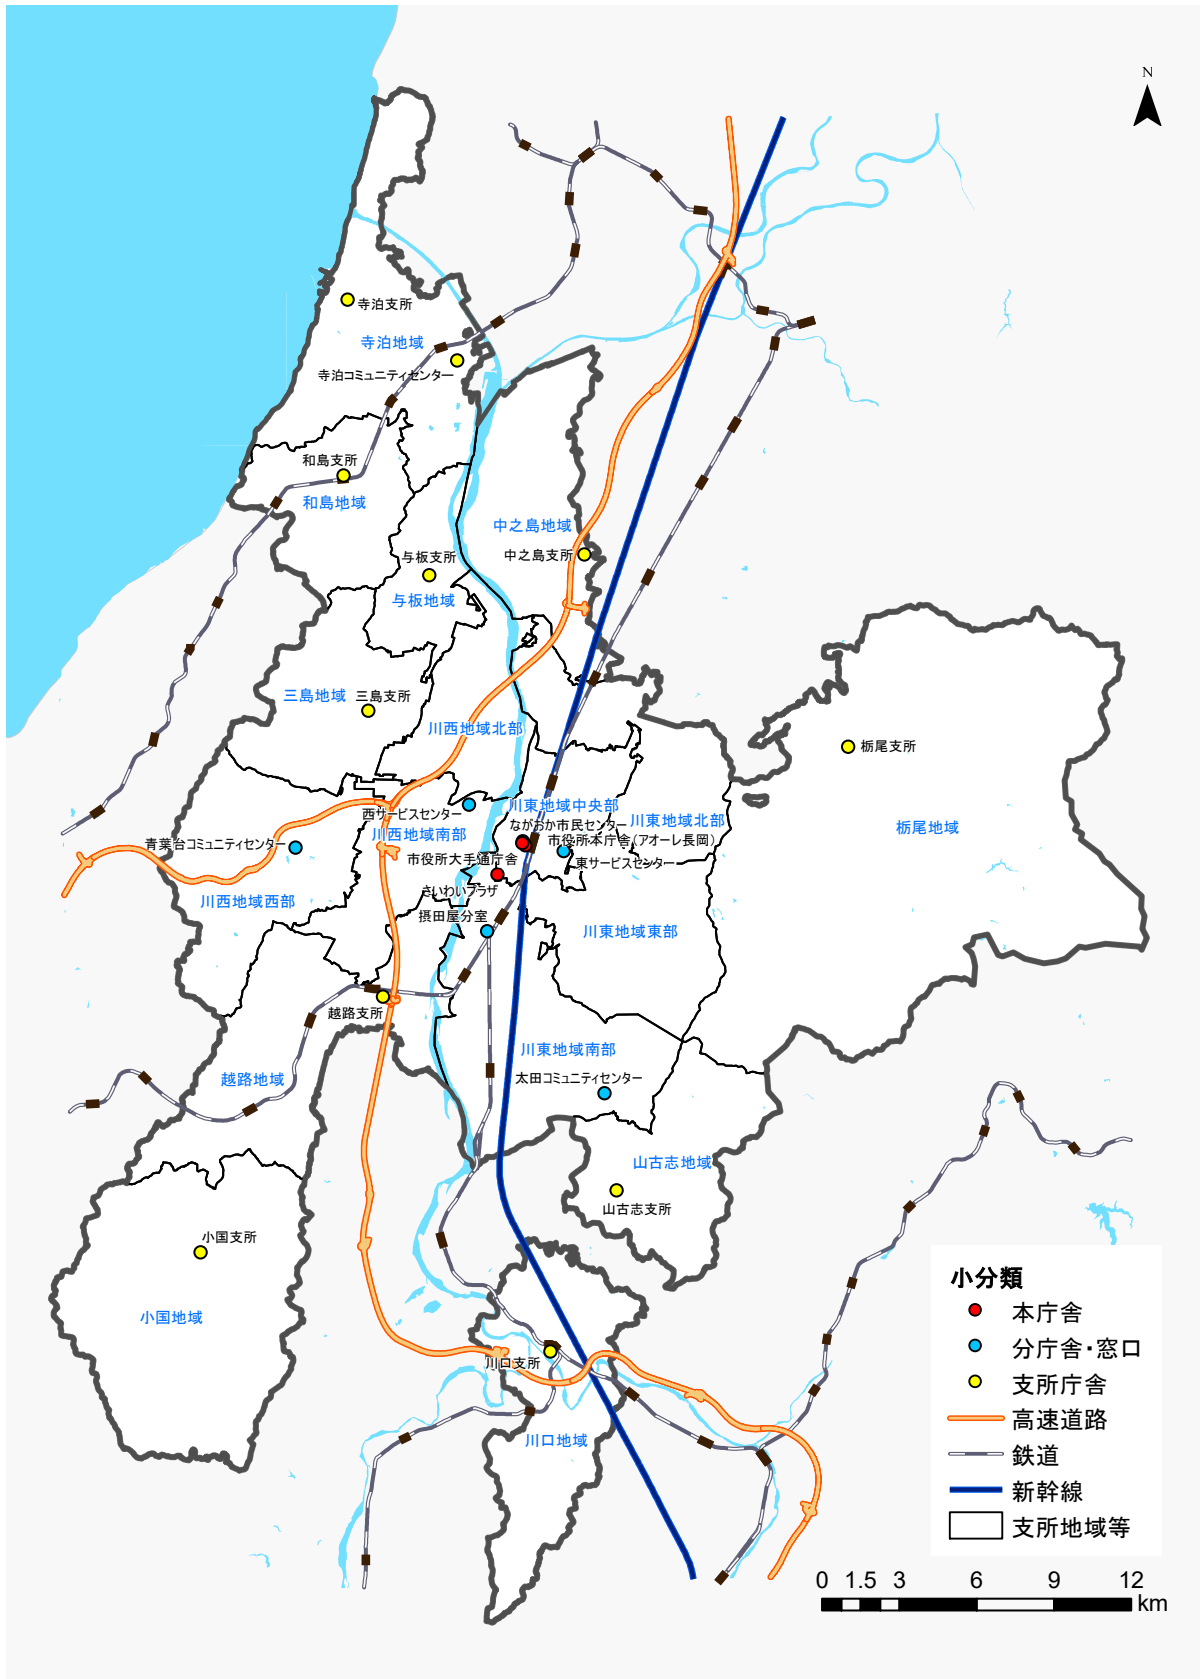 N
寺泊支所
寺泊地域
寺泊コミュニティセンター
和島支所
和島地域
中之島地域
中之島支所
与板支所
与板地域
三島地域
三島支所
川西地域北部
栃尾支所
西サービスセンター
川東地域中央部
ながおか市民センター
川東地域北部
栃尾地域
川西地域南部
市役所本庁舎(アオーレ長岡)
青葉台コミュニティセンター
市役所大手通庁舎
東サービスセンター
さいわいプラザ
川西地域西部
摂田屋分室
川東地域東部
越路支所
川東地域南部
越路地域
太田コミュニティセンター
山古志地域
山古志支所
小国支所
小国地域
川口支所
川口地域
小分類
本庁舎
分庁舎・窓口
支所庁舎
高速道路
鉄道
新幹線
支所地域等
0 1.5 3 6 9 12
km